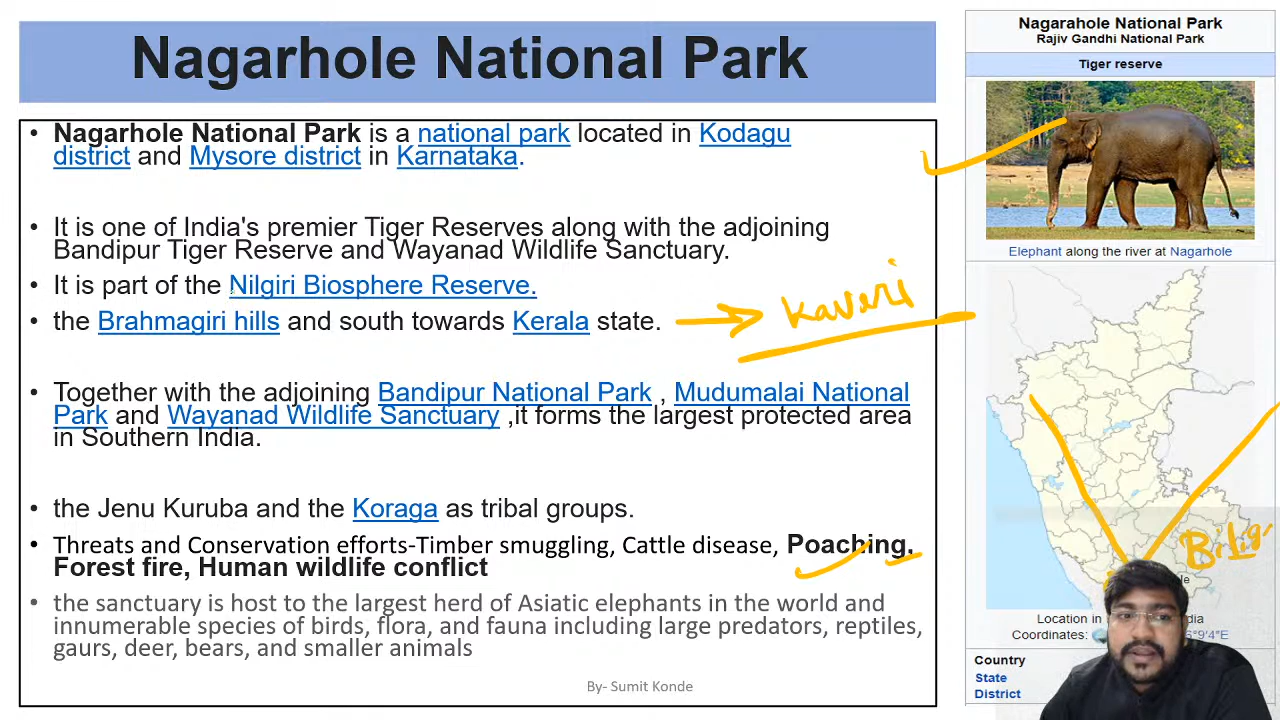 Nagarhole National Park
• Nagarhole National Park is a national park located in Kodagu
district and Mysore district in Karnataka.
• It is one of India's premier Tiger Reserves along with the adjoining
Bandipur Tiger Reserve and Wayanad Wildlife Sanctuary.
• It is part of the Nilgiri Biosphere Reserve.
• the Brahmagiri hills and south towards Kerala state.
Kaveri
• Together with the adjoining Bandipur National Park , Mudumalai National
Park and Wayanad Wildlife Sanctuary ,it forms the largest protected area
in Southern India.
• the Jenu Kuruba and the Koraga as tribal groups.
• Threats and Conservation efforts-Timber smuggling, Cattle disease, Poaching,
Forest fire, Human wildlife conflict
• the sanctuary is host to the largest herd of Asiatic elephants in the world and
innumerable species of birds, flora, and fauna including large predators, reptiles,
gaurs, deer, bears, and smaller animals
By- Sumit Konde
Nagarahole National Park
Rajiv Gandhi National Park
Tiger reserve
Elephant along the river at Nagarhole
Location in
Coordinates: 9'4"E
Country
State
District